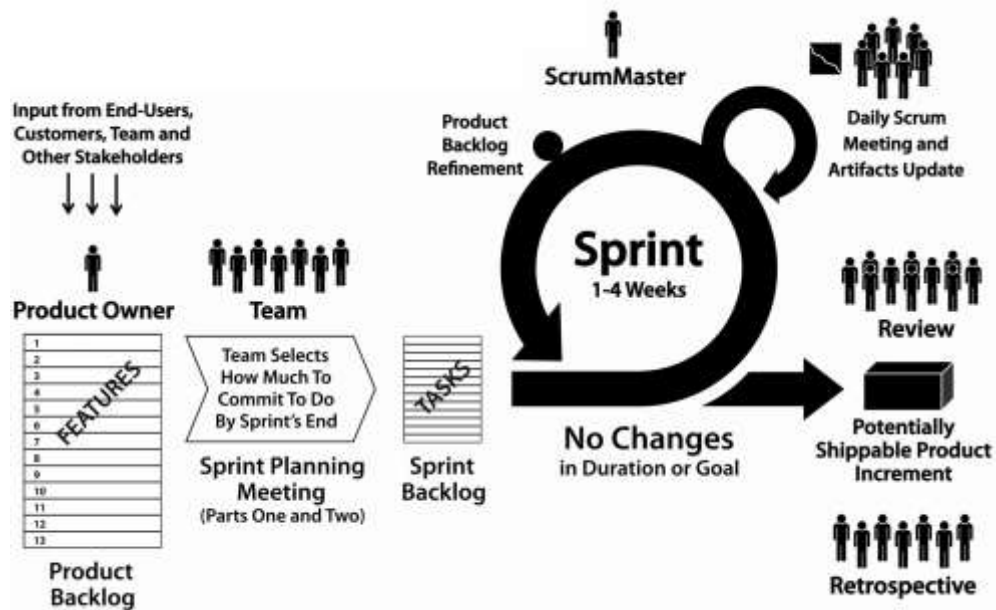 Input from End-Users,
Customers, Team and
Other Stakeholders
Product Owner
1
2
3
4
5
6
7
8
9
10
11
12
13
FEATURES
Product
Backlog
Team
Team Selects
How Much To
Commit To Do
By Sprint's End
Sprint Planning
Meeting
(Parts One and Two)
TASKS
Sprint
Backlog
ScrumMaster
Product
Backlog
Refinement
Sprint
1-4 Weeks
No Changes
in Duration or Goal
Daily Scrum
Meeting and
Artifacts Update
Review
Potentially
Shippable Product
Increment
Retrospective